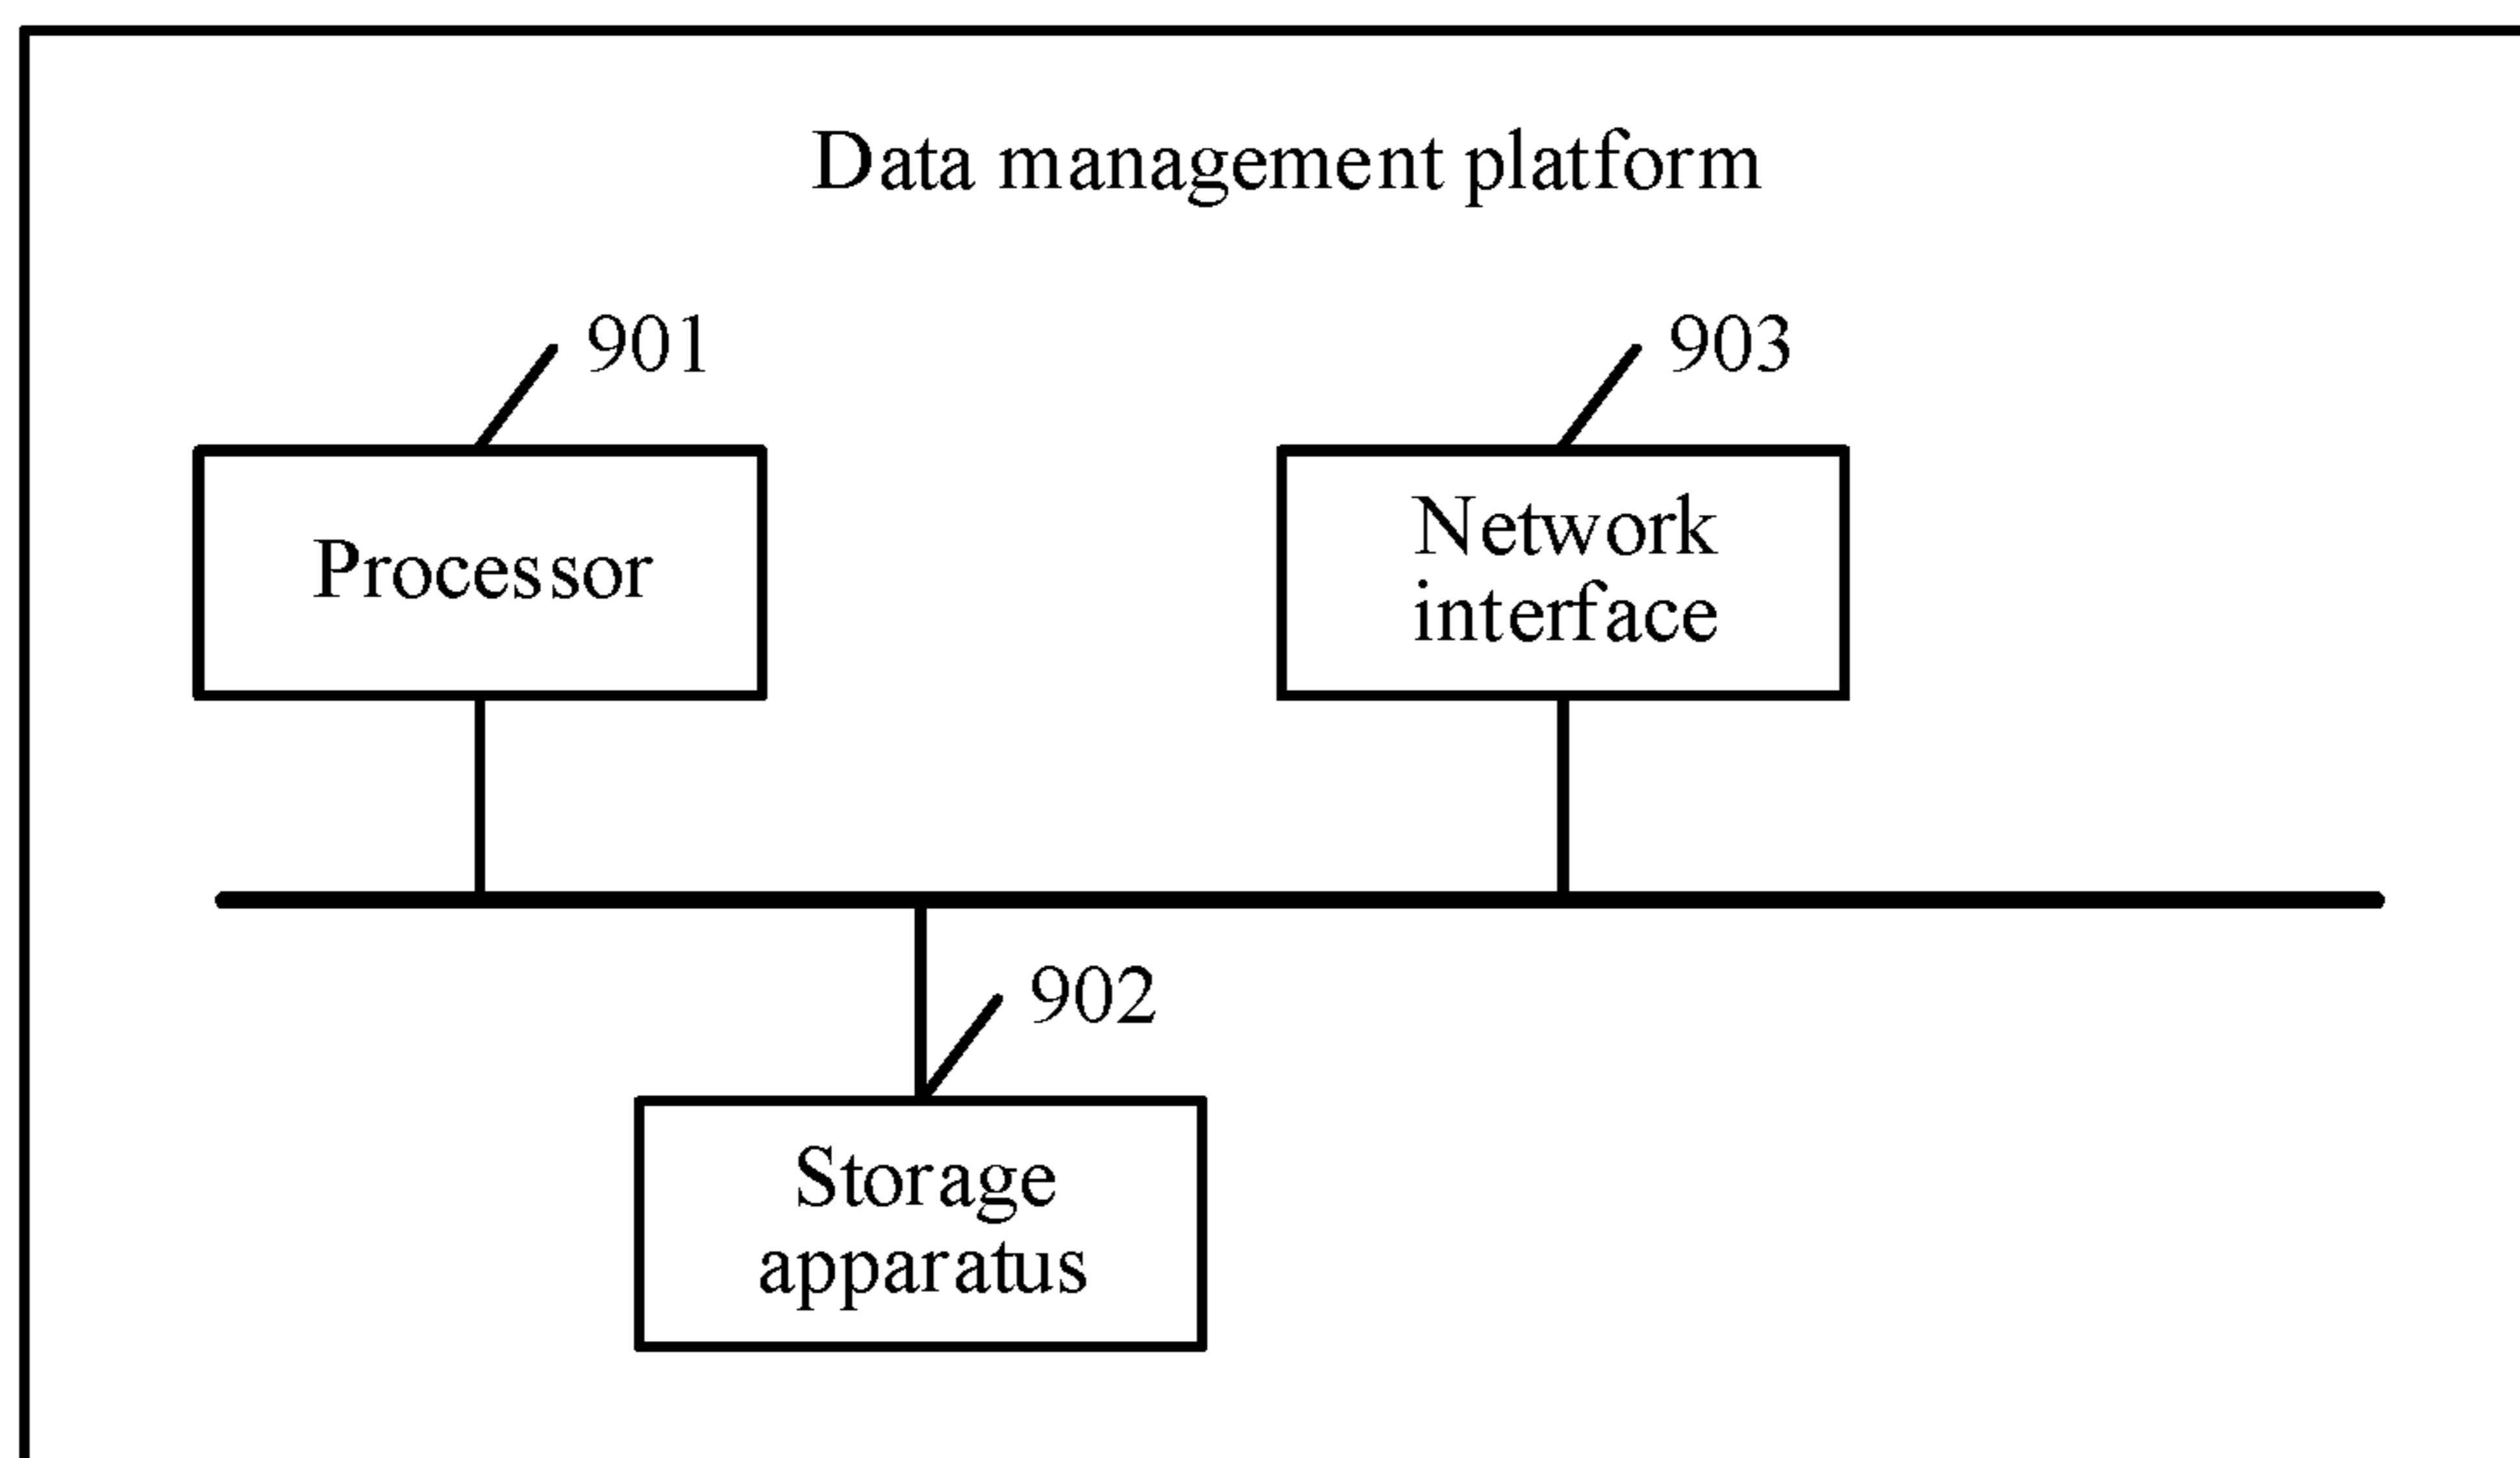 Data management platform
901
903
Processor
Network
interface
902
Storage
apparatus